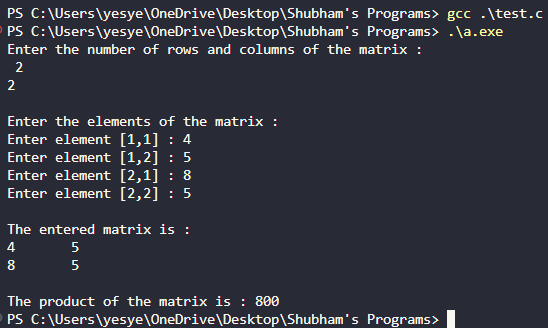 PS C:\Users\yesye\OneDrive\Desktop\Shubham's Programs> gcc .\test.c
PS C:\Users\yesye\OneDrive\Desktop\Shubham's Programs> .\a.exe
Enter the number of rows and columns of the matrix :
 2
2

Enter the elements of the matrix :
Enter element [1,1] : 4
Enter element [1,2] : 5
Enter element [2,1] : 8
Enter element [2,2] : 5

The entered matrix is :
4       5
8       5

The product of the matrix is : 800
PS C:\Users\yesye\OneDrive\Desktop\Shubham's Programs>